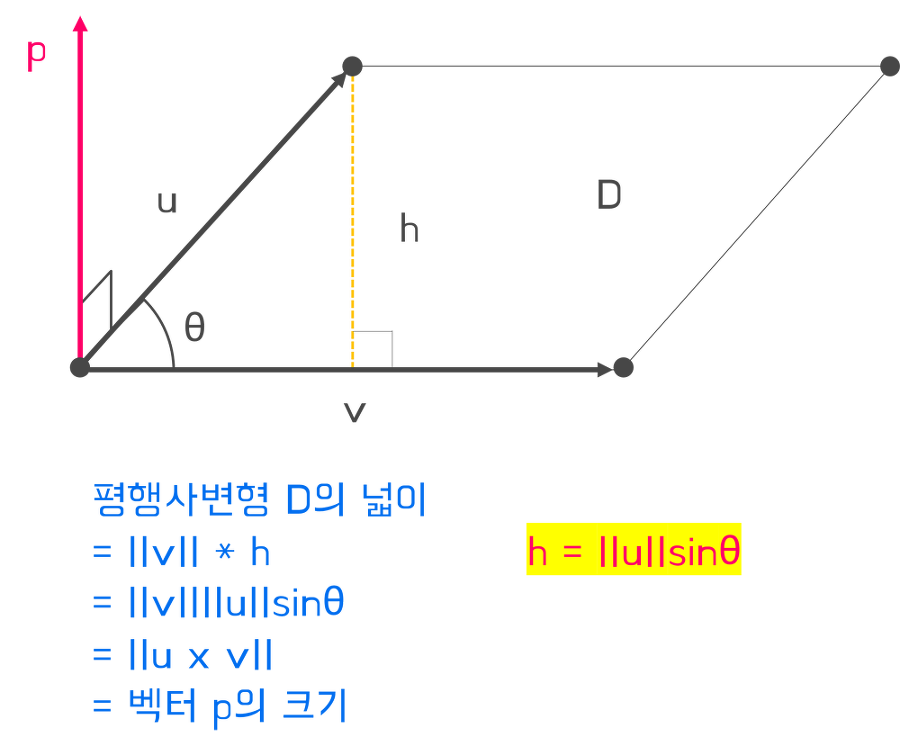 p
u
h
D
θ
v
평행사변형 D의 넓이
= ||v|| * h
h = ||u||sinθ
= ||v||||u||sinθ
= ||u x v||
= 벡터 p의 크기